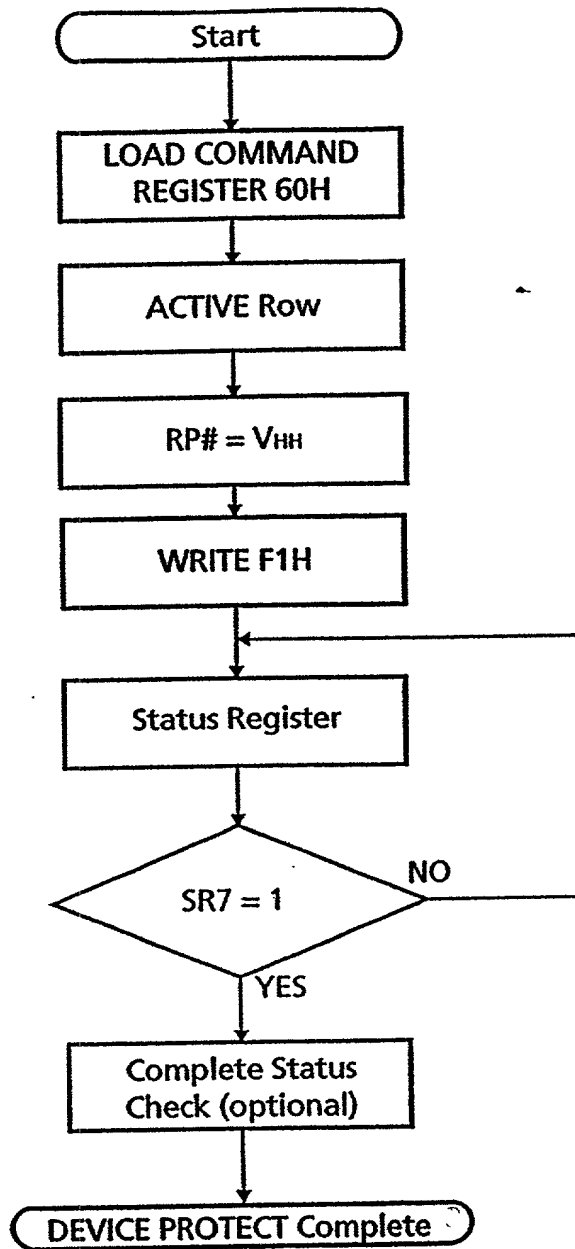 Start
LOAD COMMAND
REGISTER 60H
ACTIVE Row
RP# = VHH
WRITE F1H
Status Register
SR7 = 1
NO
YES
Complete Status
Check (optional)
DEVICE PROTECT Complete